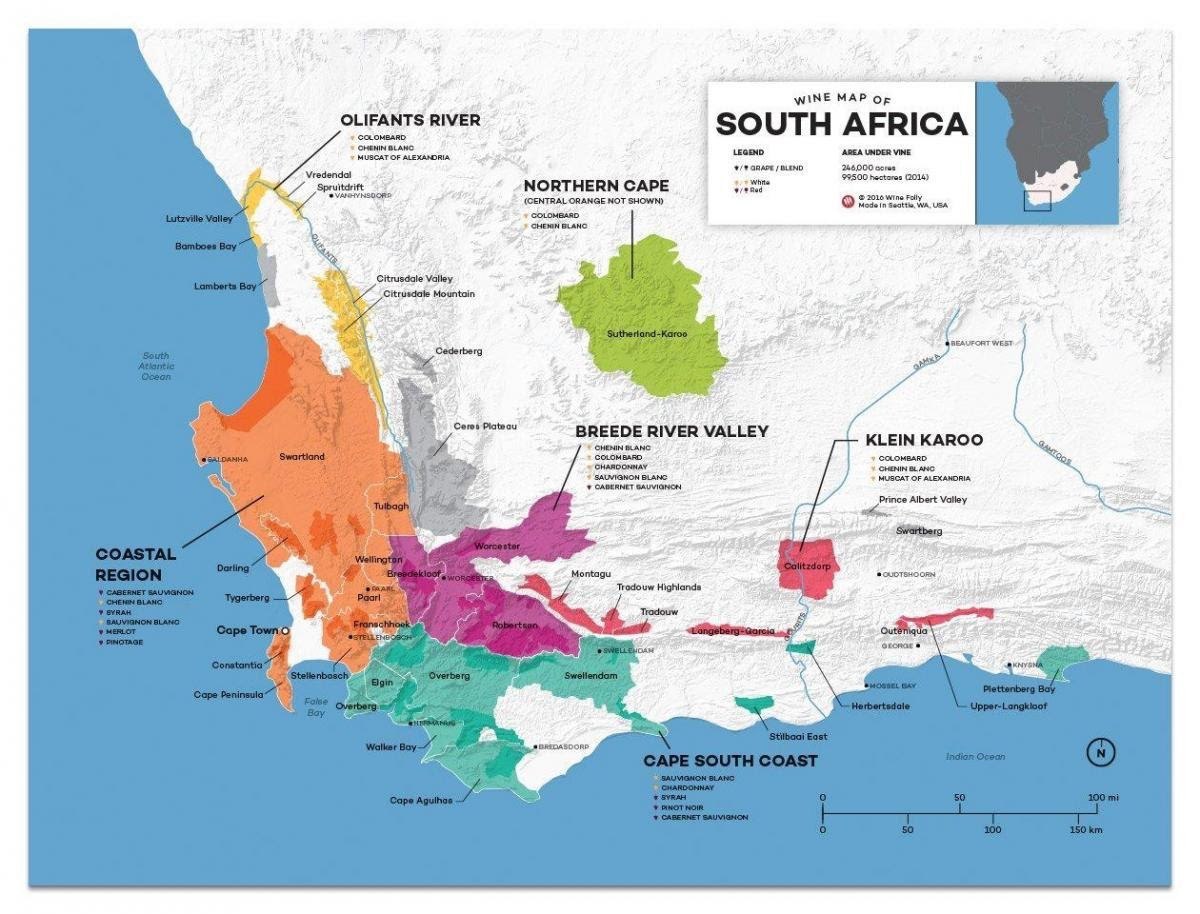 WINE MAP OF
SOUTH AFRICA
LEGEND
GRAPE / BLEND
White
Red
AREA UNDER VINE
246,000 acres
99,500 hectares (2014)
© 2016 Wine Folly
Made in Seattle, WA, USA
OLIFANTS RIVER
COLOMBARD
CHENIN BLANC
MUSCAT OF ALEXANDRIA
Vredendal
Spruitdrift
VANHYNSDORP
Lutzville Valley
Bamboes Bay
OLIFANTS
Lamberts Bay
Citrusdale Valley
Citrusdale Mountain
NORTHERN CAPE
(CENTRAL ORANGE NOT SHOWN)
COLOMBARD
CHENIN BLANC
Sutherland-Karoo
South
Atlantic
Ocean
Cederberg
Ceres Plateau
BEAUFORT WEST
GAMKA
GAMTOOS
BREEDE RIVER VALLEY
CHENIN BLANC
COLOMBARD
CHARDONNAY
SAUVIGNON BLANC
CABERNET SAUVIGNON
KLEIN KAROO
COLOMBARD
CHENIN BLANC
MUSCAT OF ALEXANDRIA
Prince Albert Valley
Swartberg
SALDANHA
Swartland
Tulbagh
COASTAL
REGION
CABERNET SAUVIGNON
CHENIN BLANC
SYRAH
SAUVIGNON BLANC
MERLOT
PINOTAGE
Darling
Wellington
Worcester
Breedekloof
WORCESTER
Montagu
Calitzdorp
OUDTSHOORN
Tygerberg
PAARL
Paarl
Tradouw Highlands
Tradouw
Cape Town
Franschhoek
STELLENBOSCH
Robertson
Langeberg-Garcia
GOURITS
Outeniqua
GEORGE
Constantia
Stellenbosch
SWELLENDAM
Elgin
Overberg
Swellendam
KNYSNA
Cape Peninsula
False
Bay
Overberg
MOSSEL BAY
Plettenberg Bay
Herbertsdale
Upper-Langkloof
HERMANUS
Stilbaai East
Walker Bay
BREDASDORP
Cape Agulhas
CAPE SOUTH COAST
SAUVIGNON BLANC
CHARDONNAY
SYRAH
PINOT NOIR
CABERNET SAUVIGNON
Indian Ocean
N
0 50 100 mi
0 50 100 150 km